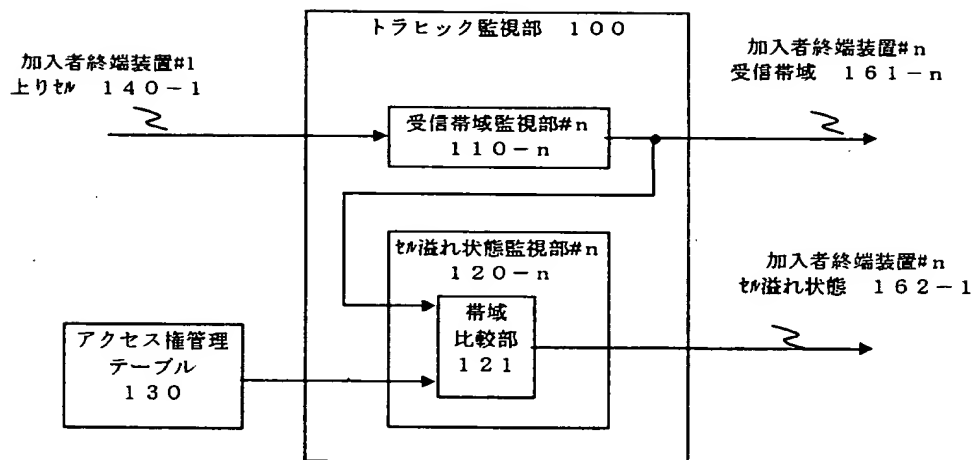 トラヒック監視部 100
加入者終端装置#1
上りセル 140-1
受信帯域監視部#n
110-n
加入者終端装置#n
受信帯域 161-n
セル溢れ状態監視部#n
120-n
帯域
比較部
121
アクセス権管理
テーブル
130
加入者終端装置#n
セル溢れ状態 162-1